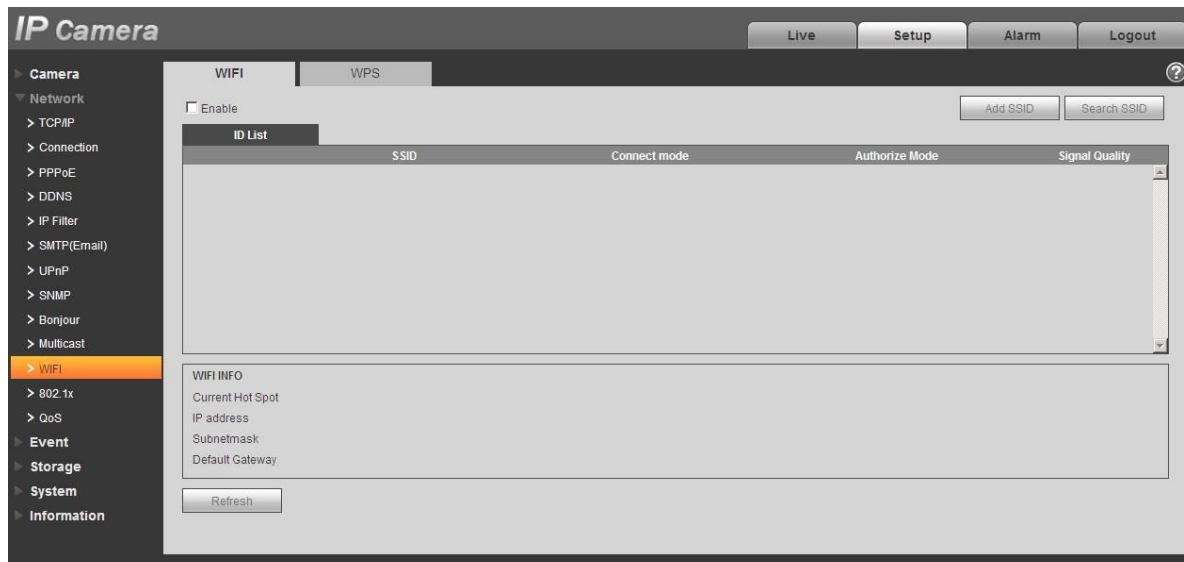 IP Camera
Live Setup Alarm Logout
Camera
Network
> TCP/IP
> Connection
> PPPoE
> DDNS
> IP Filter
> SMTP(Email)
> UPnP
> SNMP
> Bonjour
> Multicast
> WIFI
> 802.1x
> QoS
Event
Storage
System
Information
WIFI WPS
?
Enable Add SSID Search SSID
ID List
SSID Connect mode Authorize Mode Signal Quality
WIFI INFO
Current Hot Spot
IP address
Subnetmask
Default Gateway
Refresh